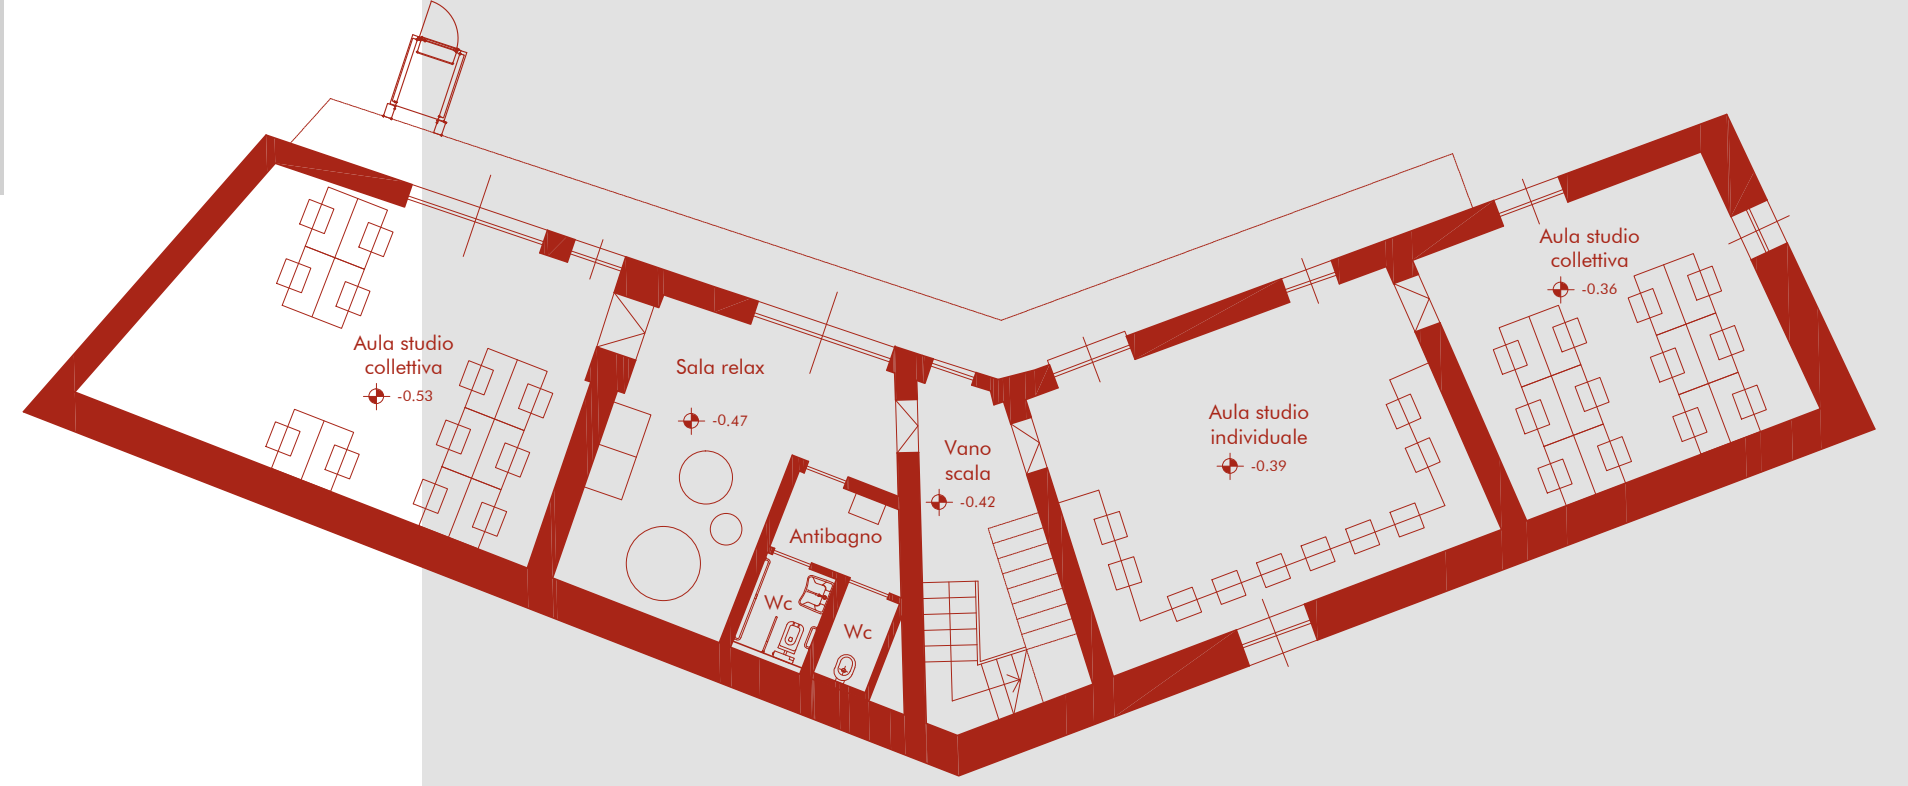 Aula studio
collettiva
-0.53
Sala relax
-0.47
Antibagno
Wc
Wc
Vano
scala
-0.42
Aula studio
individuale
-0.39
Aula studio
collettiva
-0.36